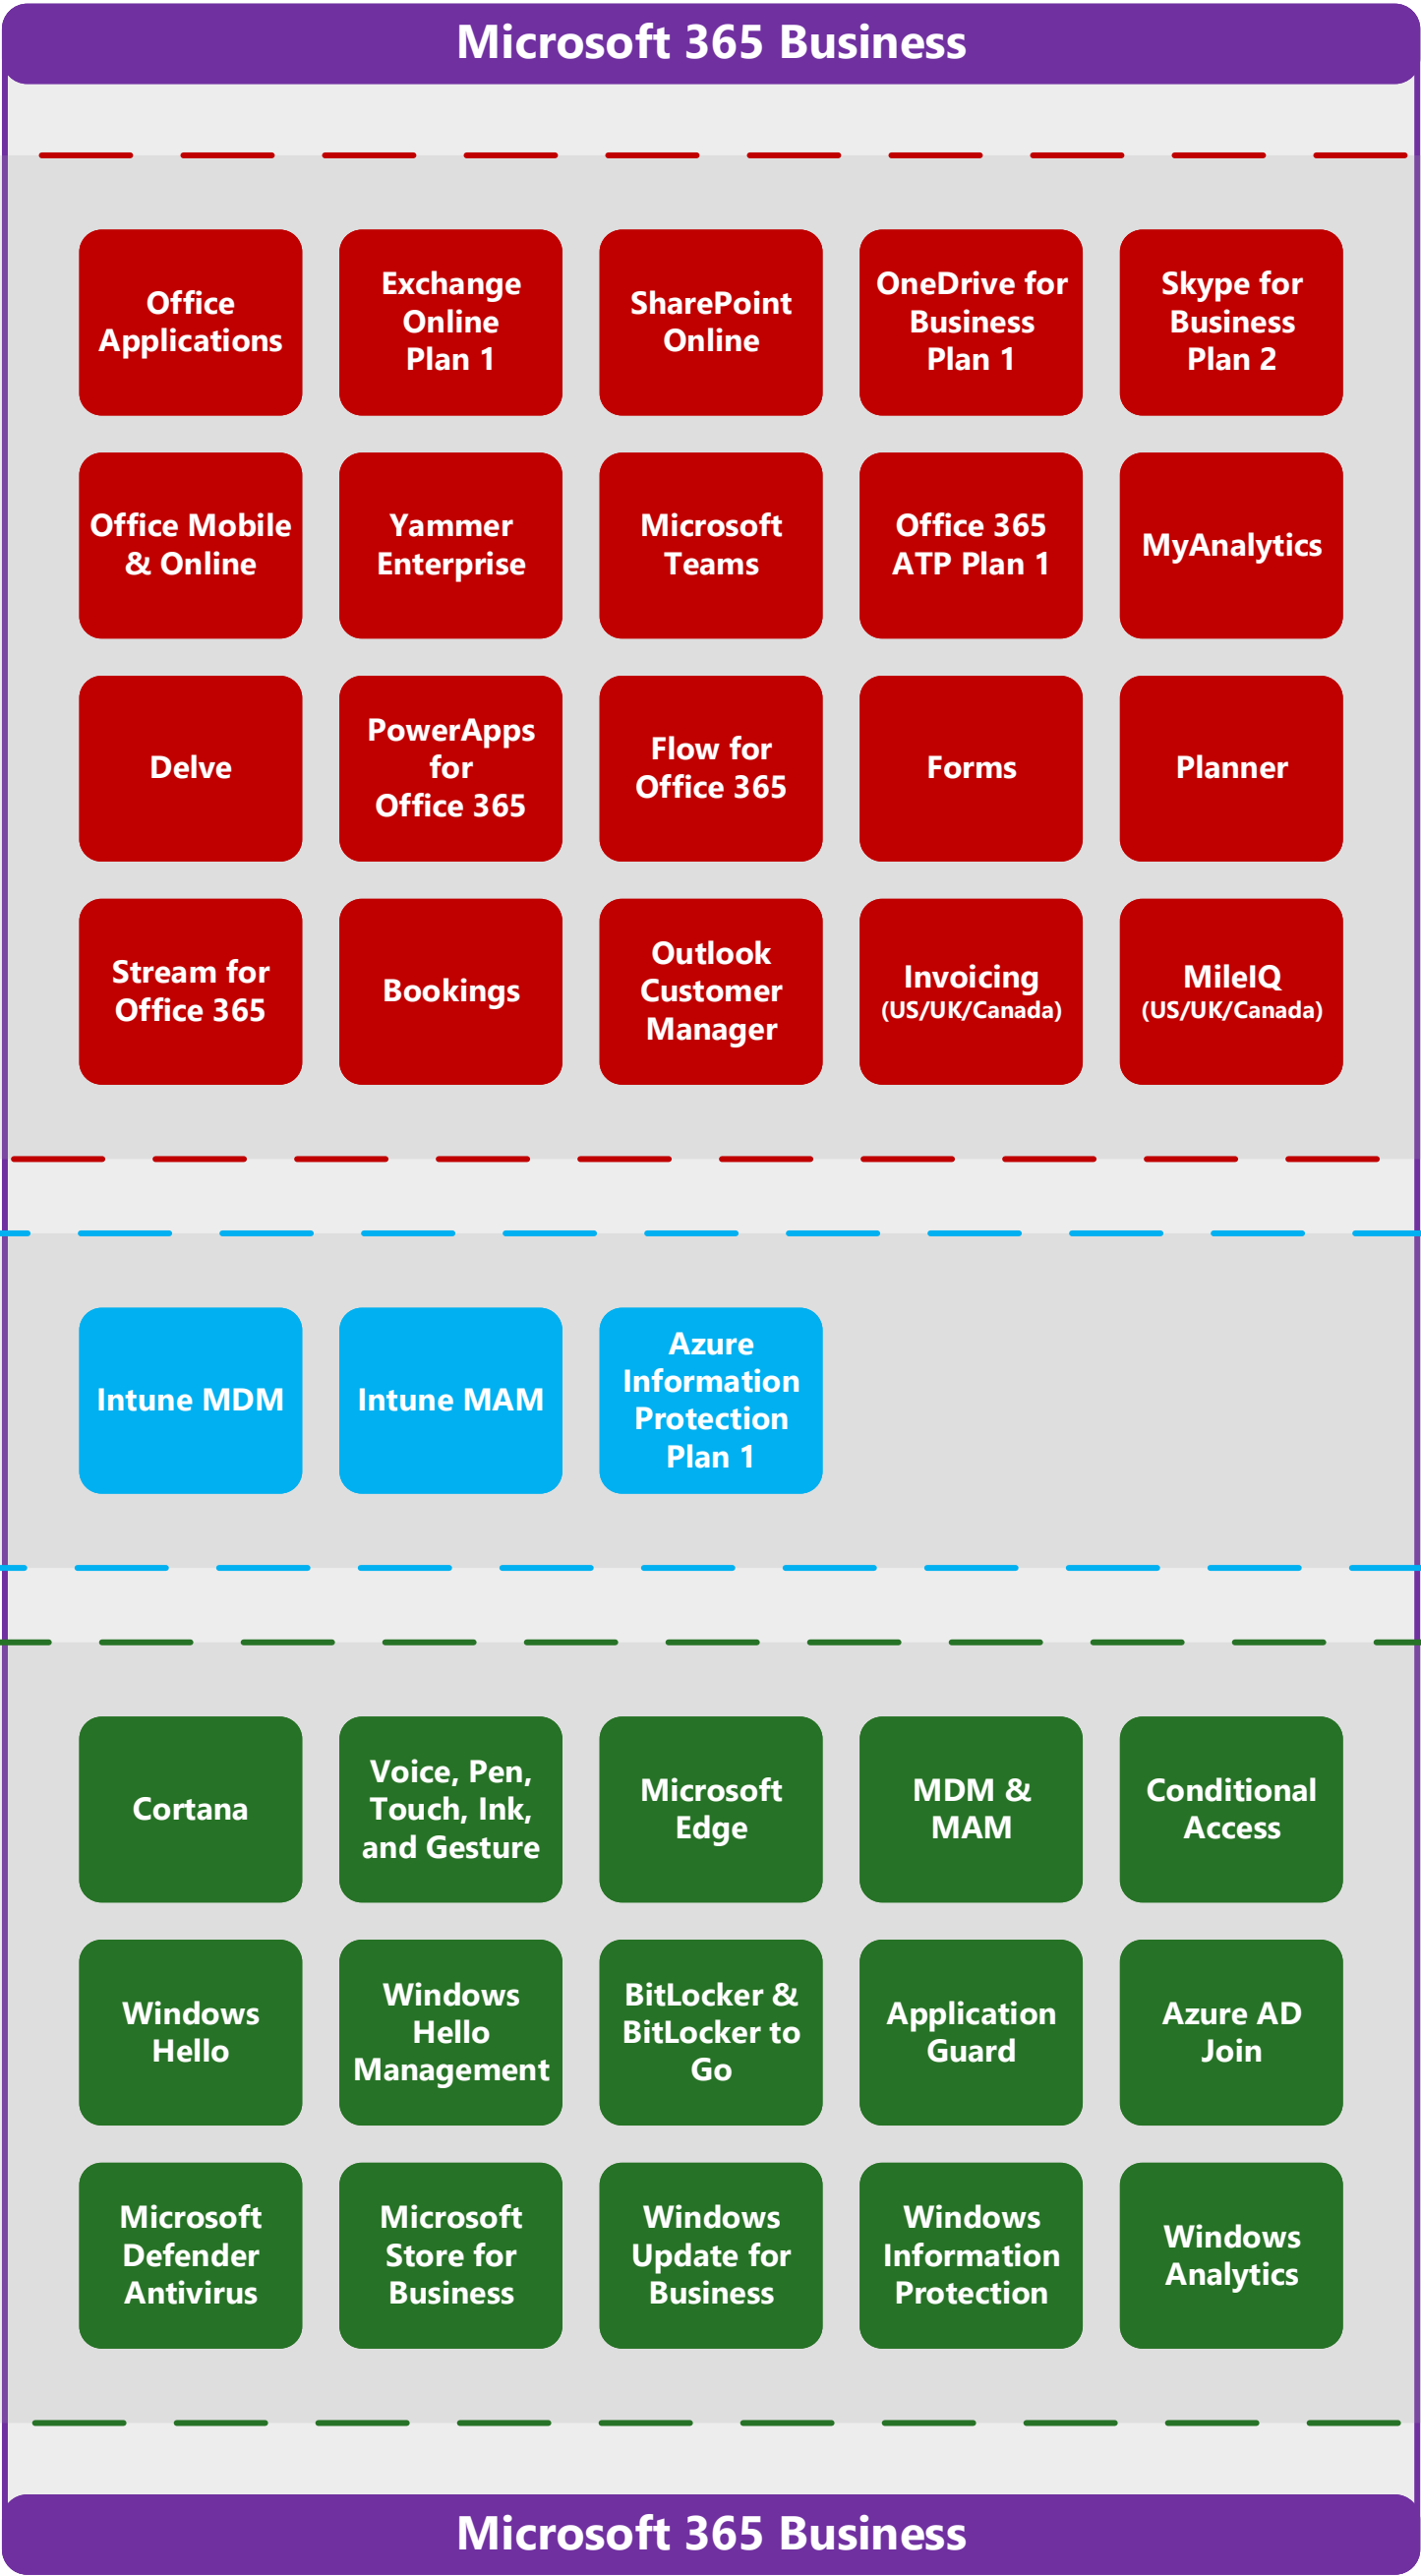 Microsoft 365 Business
Office
Applications
Exchange
Online
Plan 1
SharePoint
Online
OneDrive for
Business
Plan 1
Skype for
Business
Plan 2
Office Mobile
& Online
Yammer
Enterprise
Microsoft
Teams
Office 365
ATP Plan 1
MyAnalytics
Delve
PowerApps
for
Office 365
Flow for
Office 365
Forms
Planner
Stream for
Office 365
Bookings
Outlook
Customer
Manager
Invoicing
(US/UK/Canada)
MileIQ
(US/UK/Canada)
Intune MDM
Intune MAM
Azure
Information
Protection
Plan 1
Cortana
Voice, Pen,
Touch, Ink,
and Gesture
Microsoft
Edge
MDM &
MAM
Conditional
Access
Windows
Hello
Windows
Hello
Management
BitLocker &
BitLocker to
Go
Application
Guard
Azure AD
Join
Microsoft
Defender
Antivirus
Microsoft
Store for
Business
Windows
Update for
Business
Windows
Information
Protection
Windows
Analytics
Microsoft 365 Business